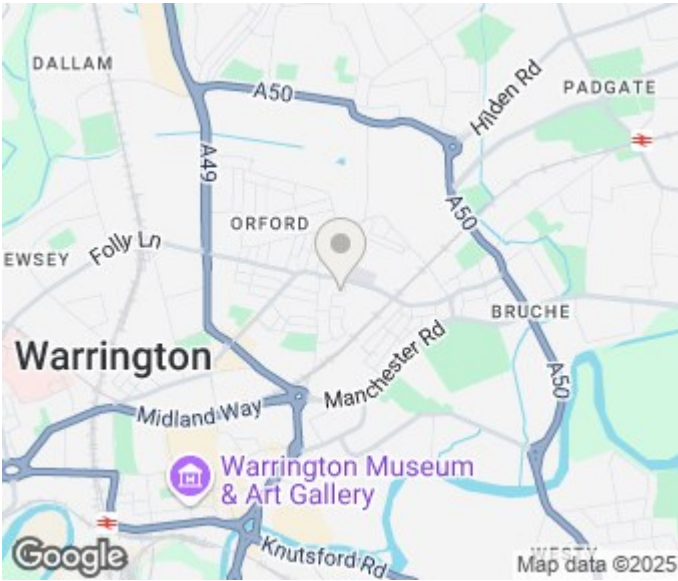 DALLAM
A50
Hilden Rd
PADGATE
A49
A50
ORFORD
Folly Ln
EWSEY
BRUCHE
Warrington
Manchester Rd
A50
Midland Way
Warrington Museum
& Art Gallery
Knutsford Rd
WESTY
Google
Map data ©2025